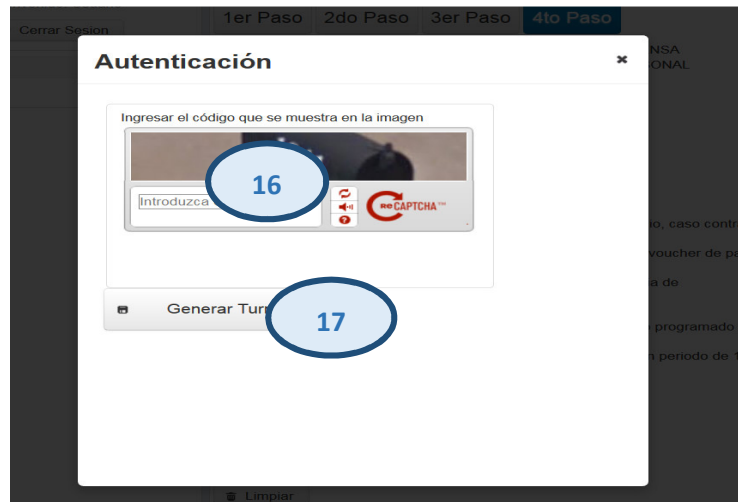 1er Paso 2do Paso 3er Paso 4to Paso
Cerrar Sesion
NSA
ONAL
Autenticación
×
Ingresar el código que se muestra en la imagen
16
Introduzca
reCAPTCHA™
io, caso contr
voucher de pa
a de
Generar Tur
17
programado
n periodo de 1
Limpiar